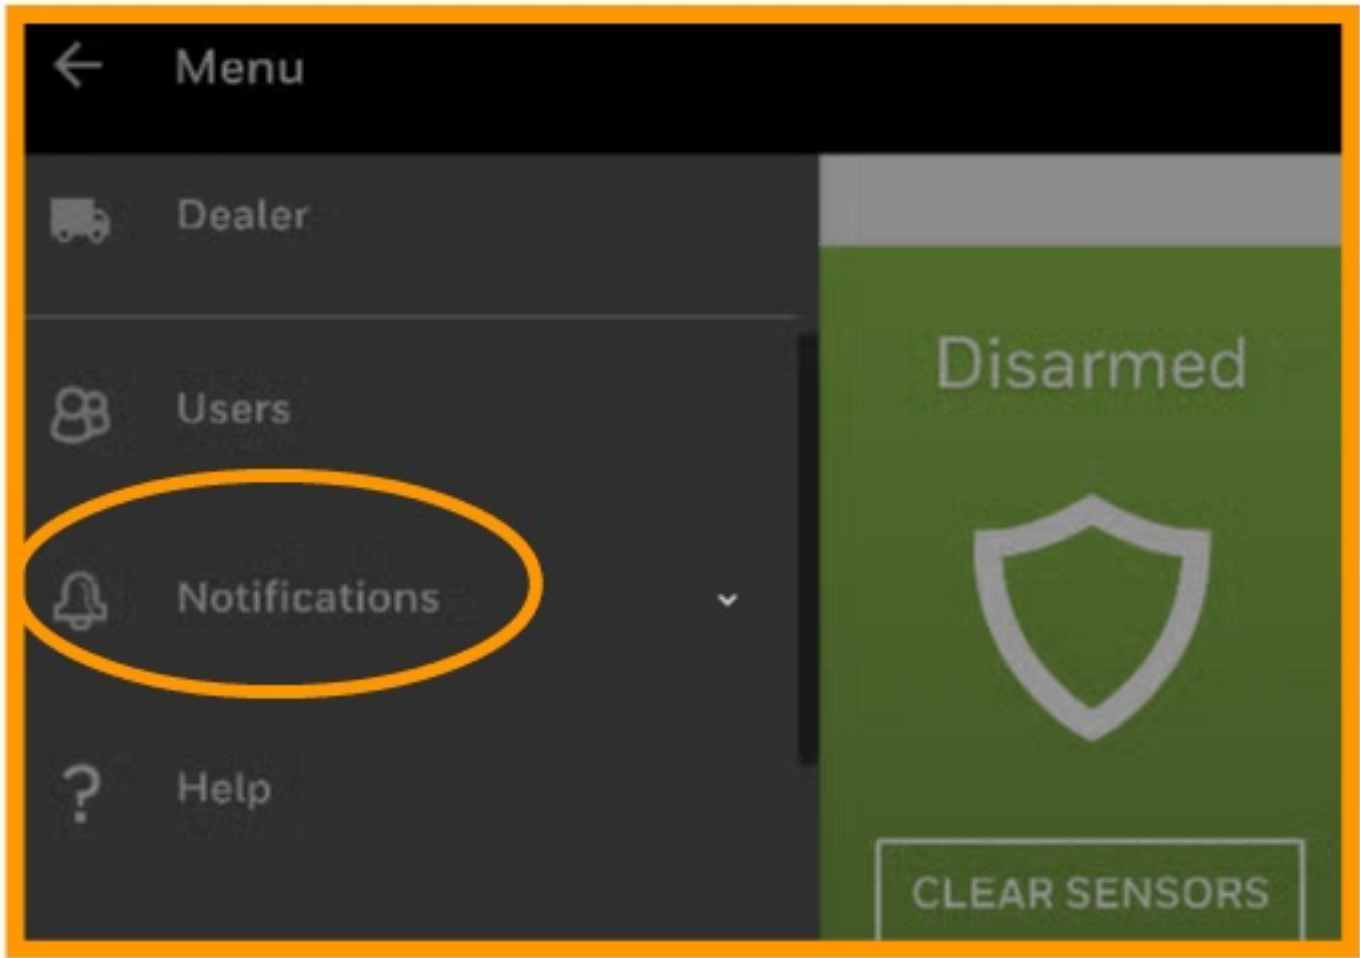 Menu
Dealer
Users
Notifications
Help
Disarmed
CLEAR SENSORS